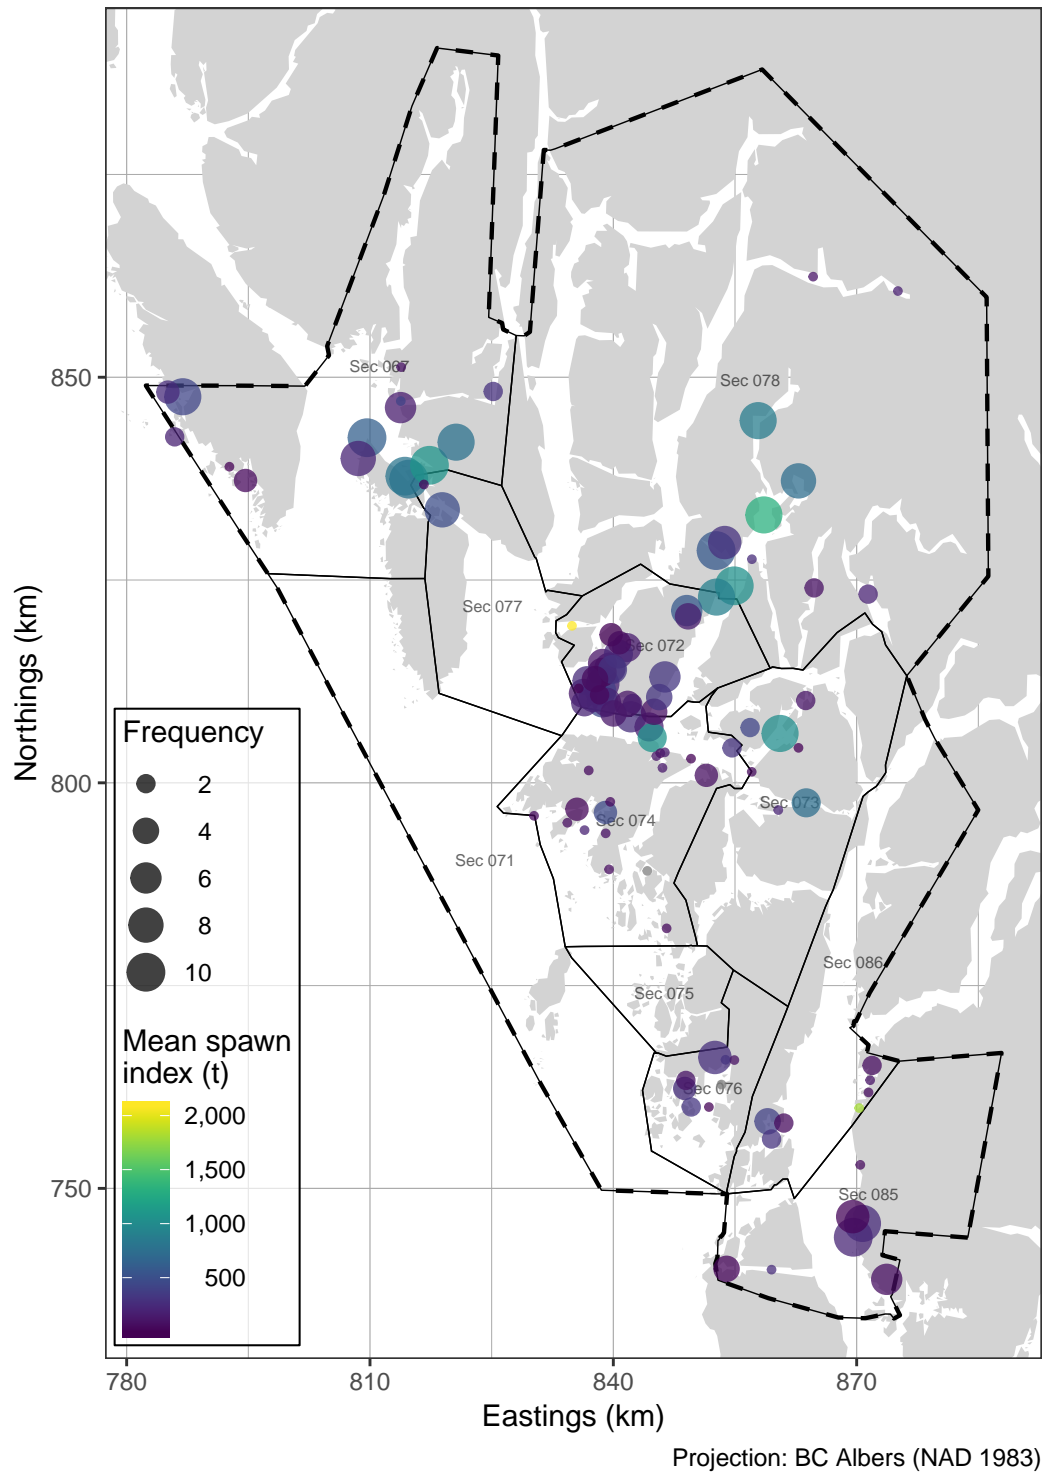 Sec 067
Sec 078
850
Sec 077
Sec 072
Northings (km)
Frequency
2
4
6
8
10
800
Sec 073
Sec 074
Sec 071
Sec 086
Sec 075
Mean spawn
index (t)
2,000
1,500
1,000
500
Sec 076
750
Sec 085
780
810
840
870
Eastings (km)
Projection: BC Albers (NAD 1983)